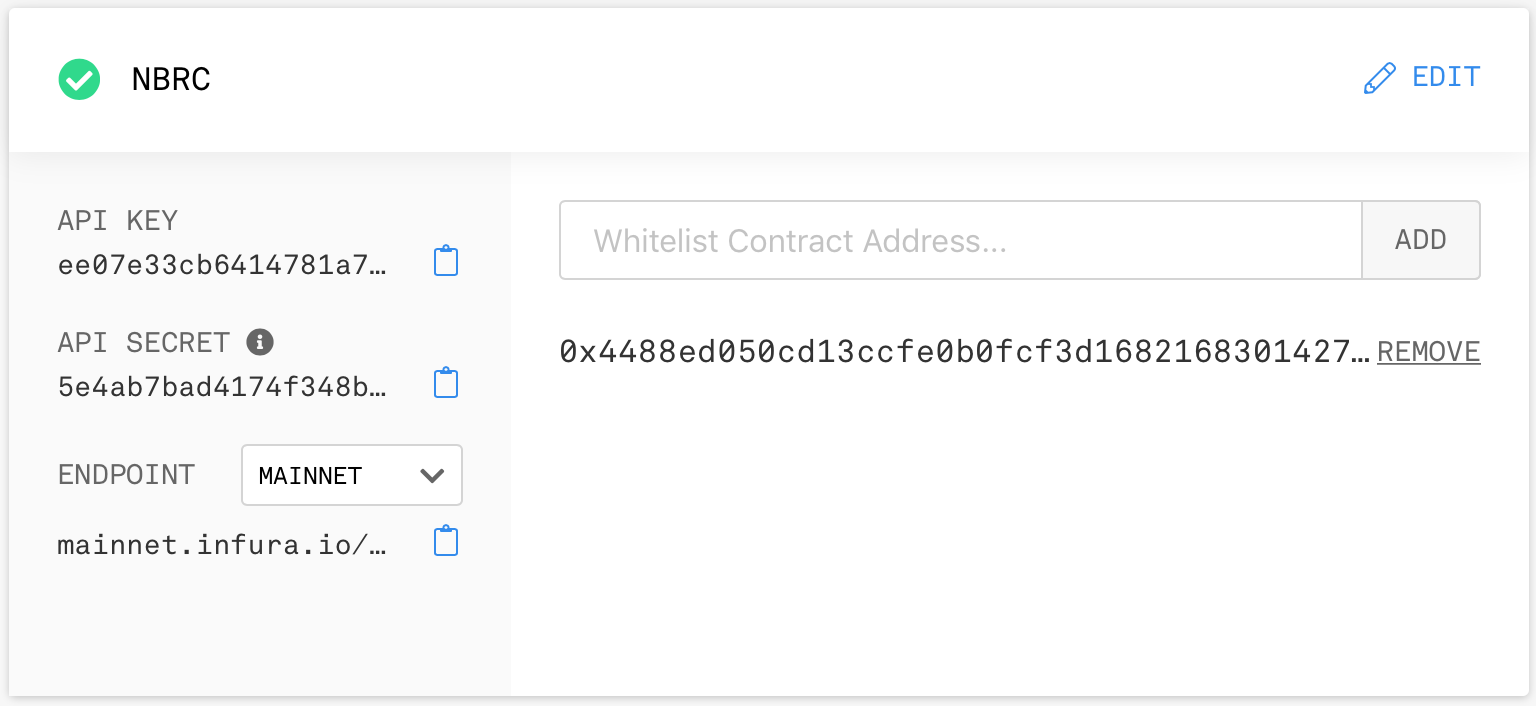 NBRC
EDIT
API KEY
ee07e33cb6414781a7…
API SECRET
5e4ab7bad4174f348b…
ENDPOINT
MAINNET
mainnet.infura.io/…
Whitelist Contract Address...
ADD
0x4488ed050cd13ccfe0b0fcf3d1682168301427… REMOVE